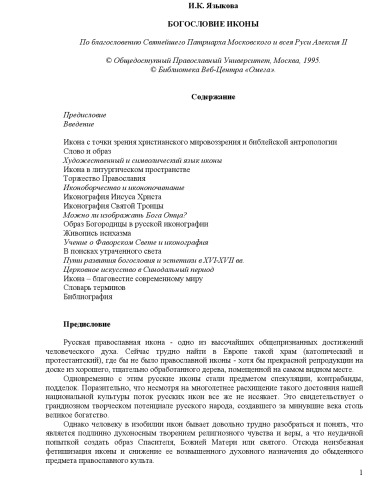 И.К. Языкова
БОГОСЛОВИЕ ИКОНЫ
По благословению Святейшего Патриарха Московского и всея Руси Алексия II
© Общедоступный Православный Университет, Москва, 1995.
© Библиотека Веб-Центра «Омега».
Содержание
Предисловие
Введение
Икона с точки зрения христианского мировоззрения и библейской антропологии
Слово и образ
Художественный и символический язык иконы
Икона в литургическом пространстве
Торжество Православия
Иконоборчество и иконопочитание
Иконография Иисуса Христа
Иконография Святой Троицы
Можно ли изображать Бога Отца?
Образ Богородицы в русской иконографии
Живопись исихазма
Учение о Фаворском Свете и иконография
В поисках утраченного света
Пути развития богословия и эстетики в XVI-XVII вв.
Церковное искусство в Синодальный период
Икона – благовестие современному миру
Словарь терминов
Библиография
Предисловие
Русская православная икона - одно из высочайших общепризнанных достижений
человеческого духа. Сейчас трудно найти в Европе такой храм (католический и
протестантский), где бы не было православной иконы - хотя бы прекрасной репродукции на
доске из хорошего, тщательно обработанного дерева, помещенной на самом видном месте.
Одновременно с этим русские иконы стали предметом спекуляции, контрабанды,
подделок. Поразительно, что несмотря на многолетнее расхищение такого достояния нашей
национальной культуры поток русских икон все же не иссякает. Это свидетельствует о
грандиозном творческом потенциале русского народа, создавшего за минувшие века столь
великое богатство.
Однако человеку в изобилии икон бывает довольно трудно разобраться и понять, что
является подлинно духоносным творением религиозного чувства и веры, а что неудачной
попыткой создать образ Спасителя, Божией Матери или святого. Отсюда неизбежная
фетишизация иконы и снижение ее возвышенного духовного назначения до обыденного
предмета православного культа.
1